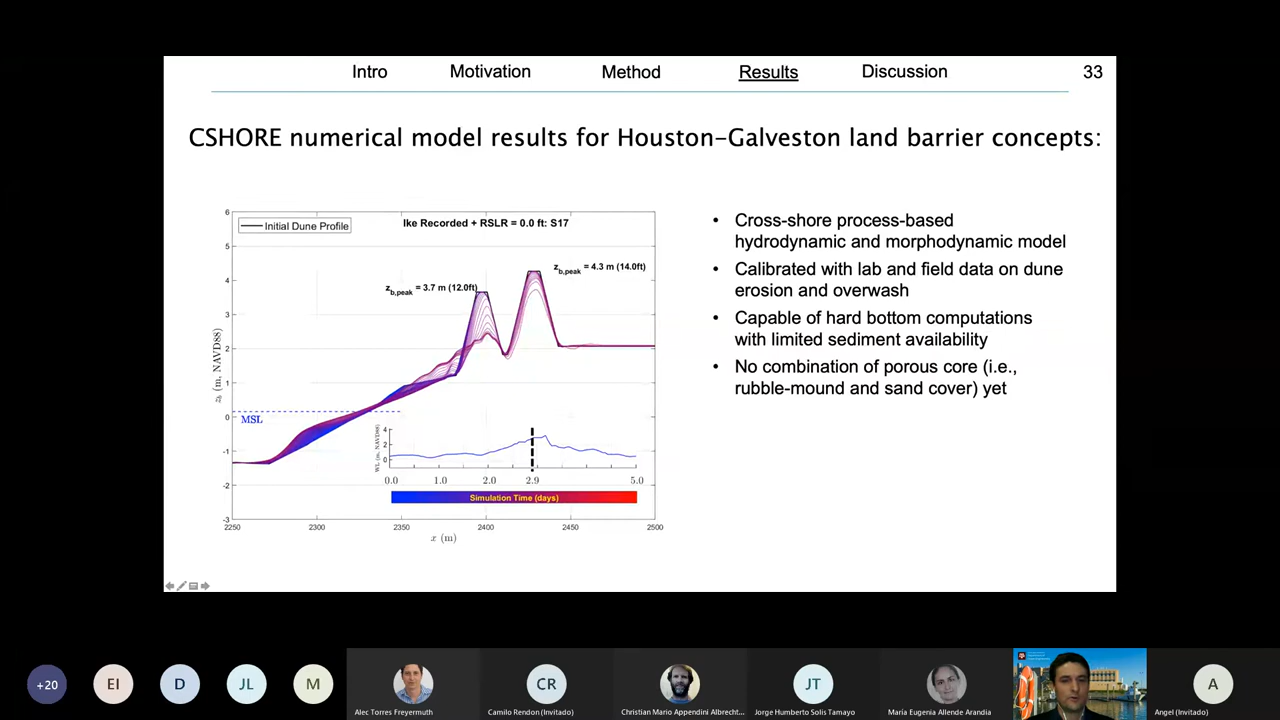 Intro Motivation Method Results Discussion 33
CSHORE numerical model results for Houston-Galveston land barrier concepts:
Initial Dune Profile
Ike Recorded + RSLR = 0.0 ft: S17
z b,peak = 4.3 m (14.0ft)
z b,peak = 3.7 m (12.0ft)
6
5
4
3
2
1
0
-1
-2
-3
z b (m, NAVD88)
MSL
WL (m, NAVD88)
4
2
0
0.0 1.0 2.0 2.9 5.0
Simulation Time (days)
2250 2300 2350 2400 2450 2500
x (m)
• Cross-shore process-based
hydrodynamic and morphodynamic model
• Calibrated with lab and field data on dune
erosion and overwash
• Capable of hard bottom computations
with limited sediment availability
• No combination of porous core (i.e.,
rubble-mound and sand cover) yet
+20 EI D JL M CR JT A
Alec Torres Freyermuth
Camilo Rendon (Invitado)
Christian Mario Appendini Albrecht...
Jorge Humberto Solis Tamayo
María Eugenia Allende Arandia
Angel (Invitado)